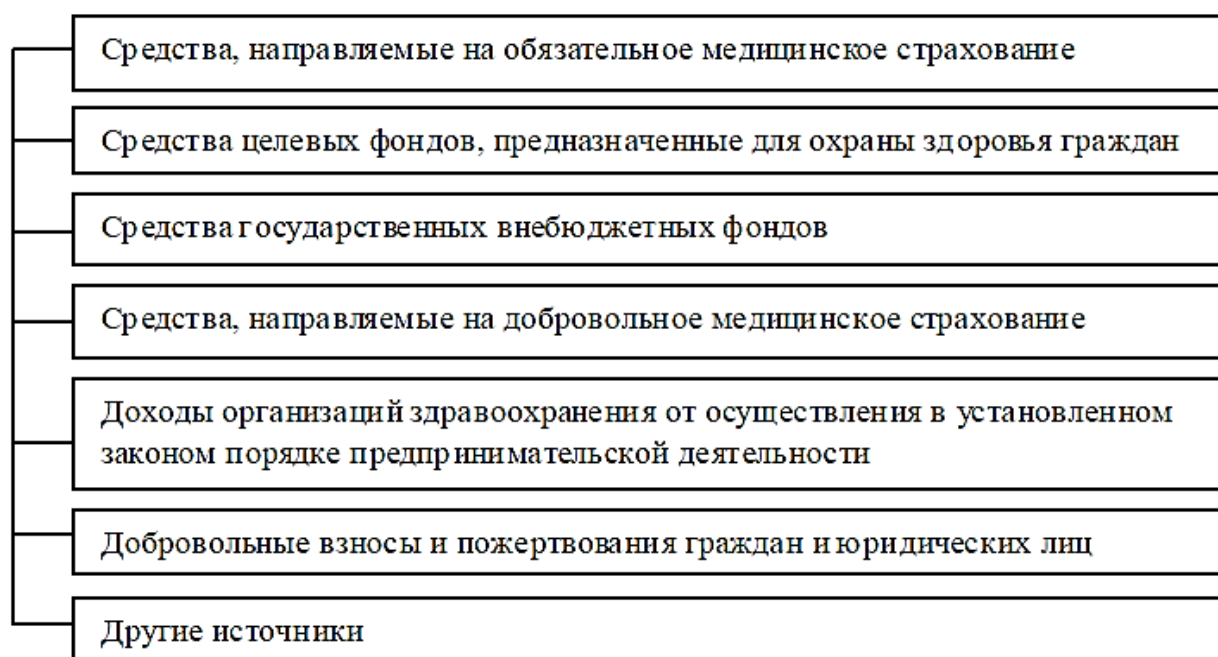 Средства, направляемые на обязательное медицинское страхование
Средства целевых фондов, предназначенные для охраны здоровья граждан
Средства государственных внебюджетных фондов
Средства, направляемые на добровольное медицинское страхование
Доходы организаций здравоохранения от осуществления в установленном
законом порядке предпринимательской деятельности
Добровольные взносы и пожертвования граждан и юридических лиц
Другие источники